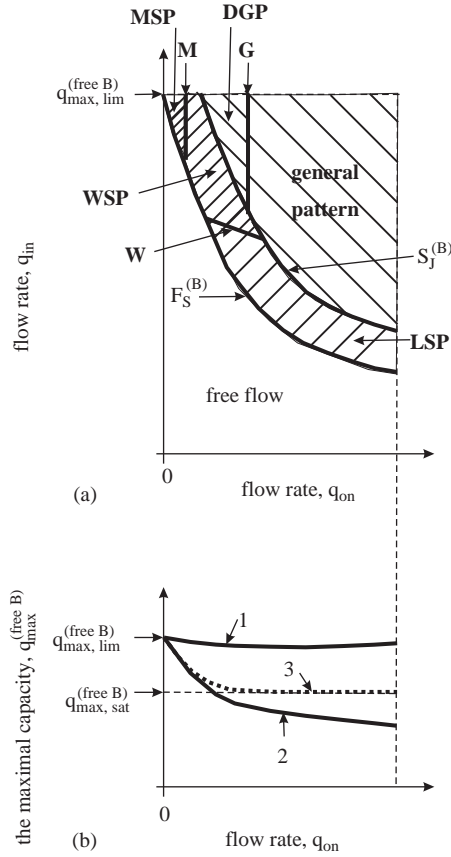 MSP
DGP
M
G
q_max, lim^(free B)
general
pattern
WSP
W
S_J^(B)
F_S^(B)
LSP
free flow
flow rate, q_in
0
(a)
flow rate, q_on
the maximal capacity, q_max^(free B)
q_max, lim^(free B)
1
3
q_max, sat^(free B)
2
0
(b)
flow rate, q_on